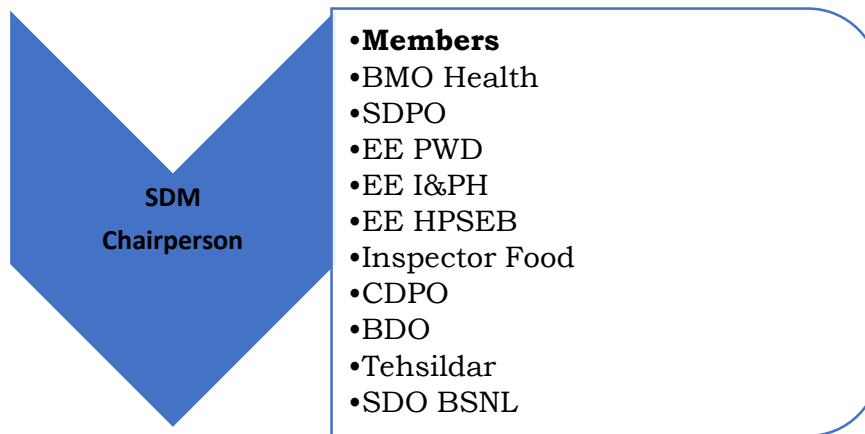 SDM
Chairperson
•Members
•BMO Health
•SDPO
•EE PWD
•EE I&PH
•EE HPSEB
•Inspector Food
•CDPO
•BDO
•Tehsildar
•SDO BSNL